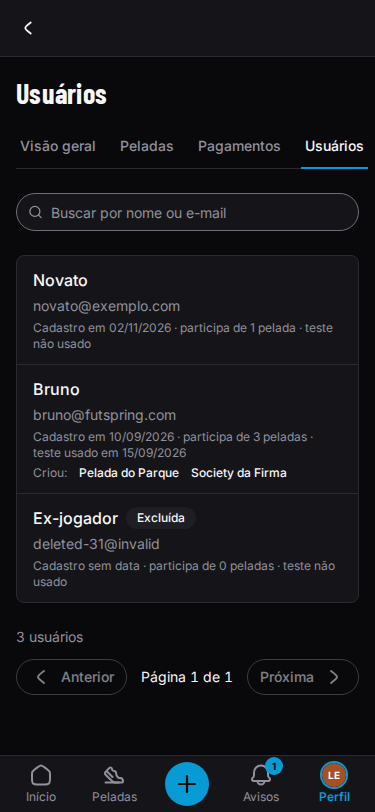 Usuários
Visão geral Peladas Pagamentos Usuários
Buscar por nome ou e-mail
Novato
novato@exemplo.com
Cadastro em 02/11/2026 · participa de 1 pelada · teste
não usado
Bruno
bruno@futspring.com
Cadastro em 10/09/2026 · participa de 3 peladas ·
teste usado em 15/09/2026
Criou: Pelada do Parque Society da Firma
Ex-jogador Excluída
deleted-31@invalid
Cadastro sem data · participa de 0 peladas · teste não
usado
3 usuários
Anterior Página 1 de 1 Próxima
1 LE
Início Peladas Avisos Perfil